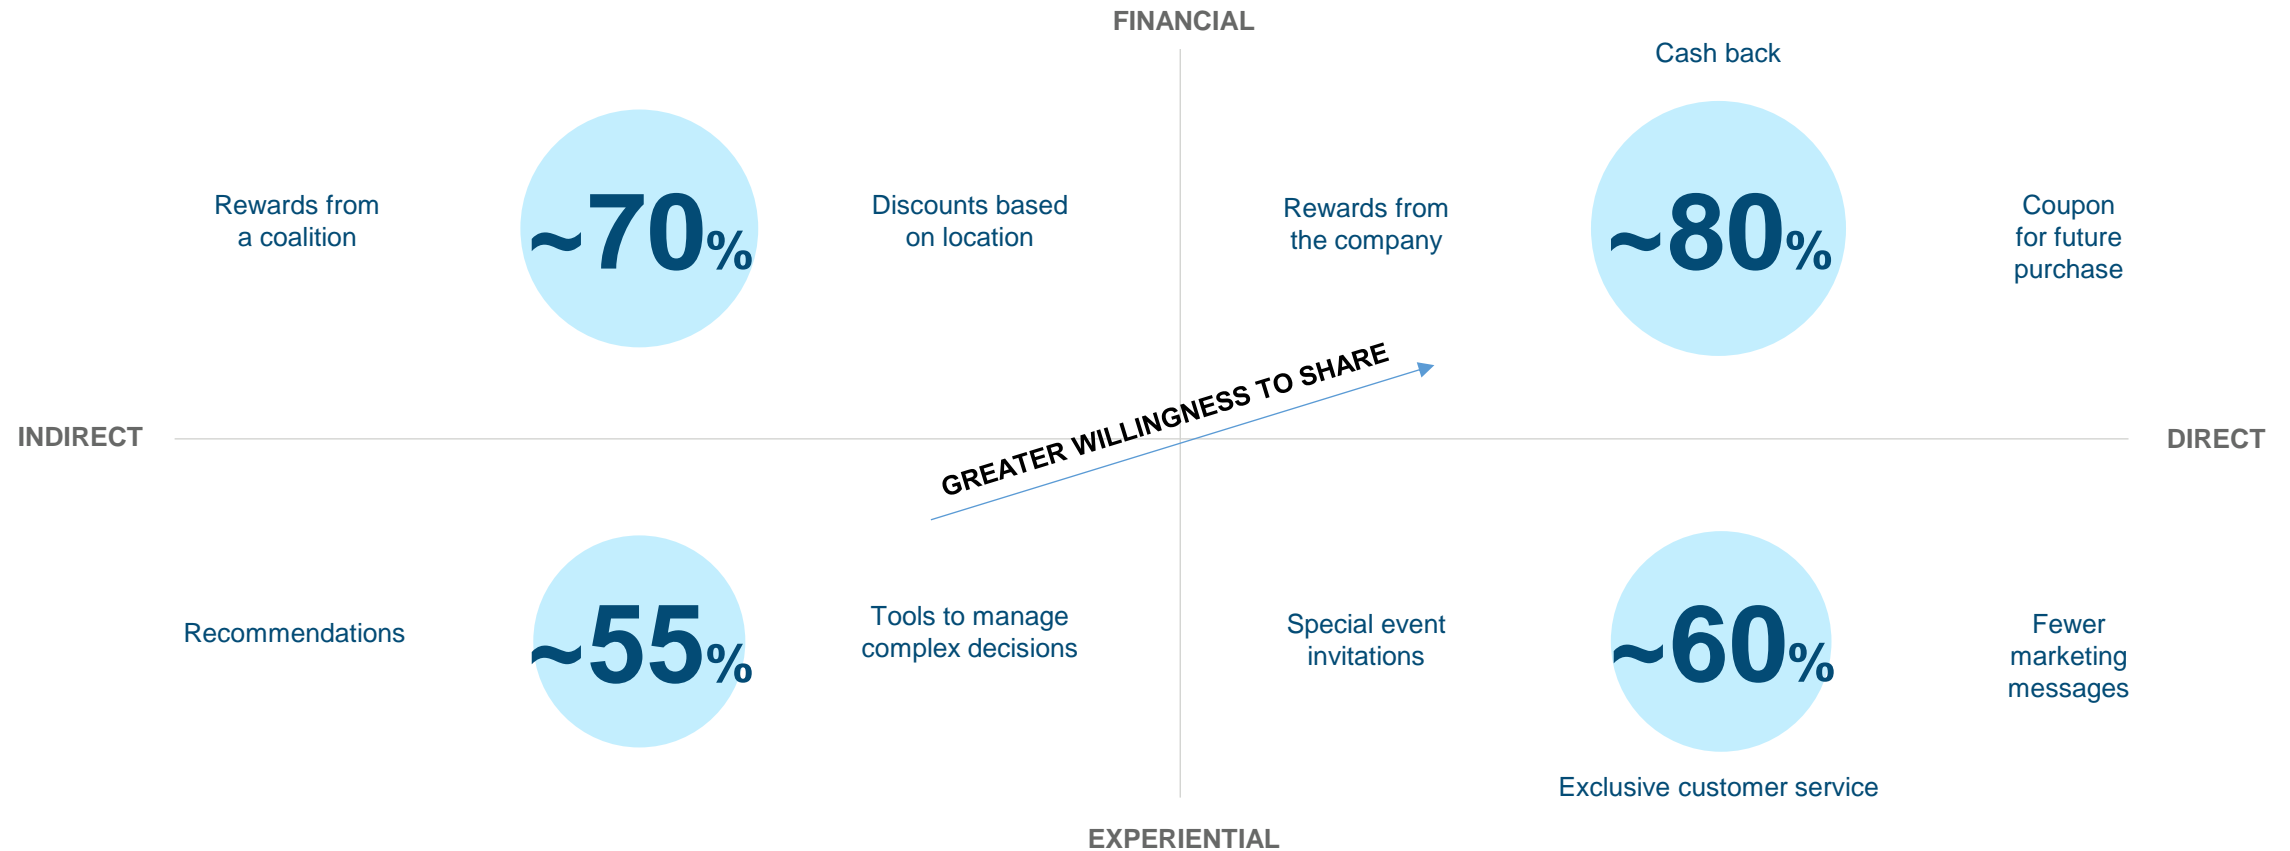 FINANCIAL
Cash back
Rewards from
a coalition
~70%
Discounts based
on location
Rewards from
the company
~80%
Coupon
for future
purchase
GREATER WILLINGNESS TO SHARE
INDIRECT
DIRECT
Recommendations
~55%
Tools to manage
complex decisions
Special event
invitations
~60%
Fewer
marketing
messages
Exclusive customer service
EXPERIENTIAL